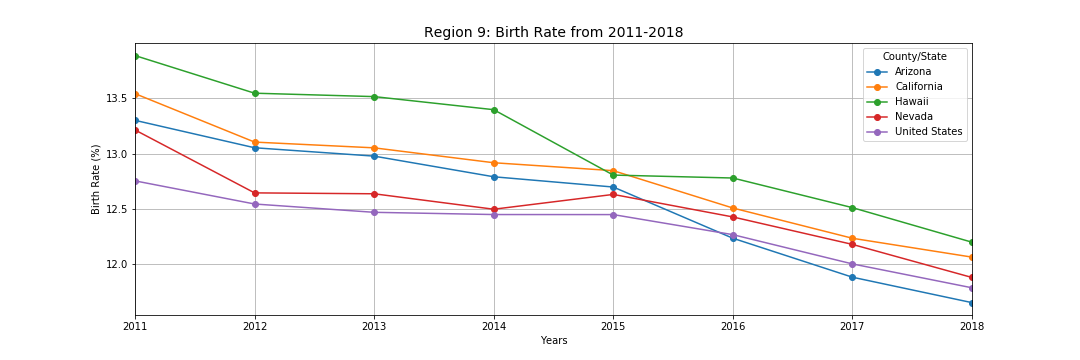 Region 9: Birth Rate from 2011-2018
County/State
Arizona
California
Hawaii
Nevada
United States
Birth Rate (%)
13.5
13.0
12.5
12.0
2011 2012 2013 2014 2015 2016 2017 2018
Years